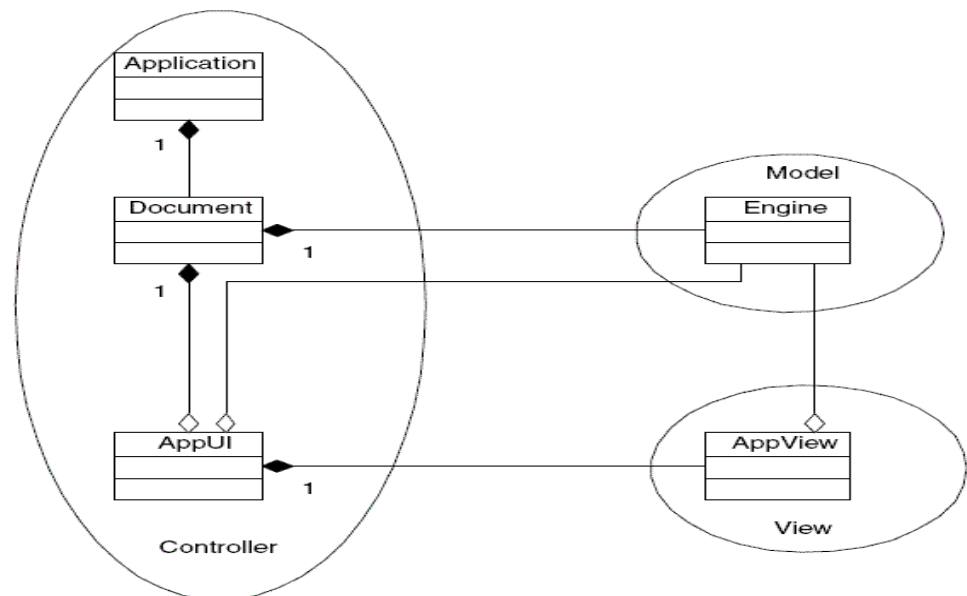 Application
1
Model
Document
Engine
1
1
AppUI
AppView
1
View
Controller